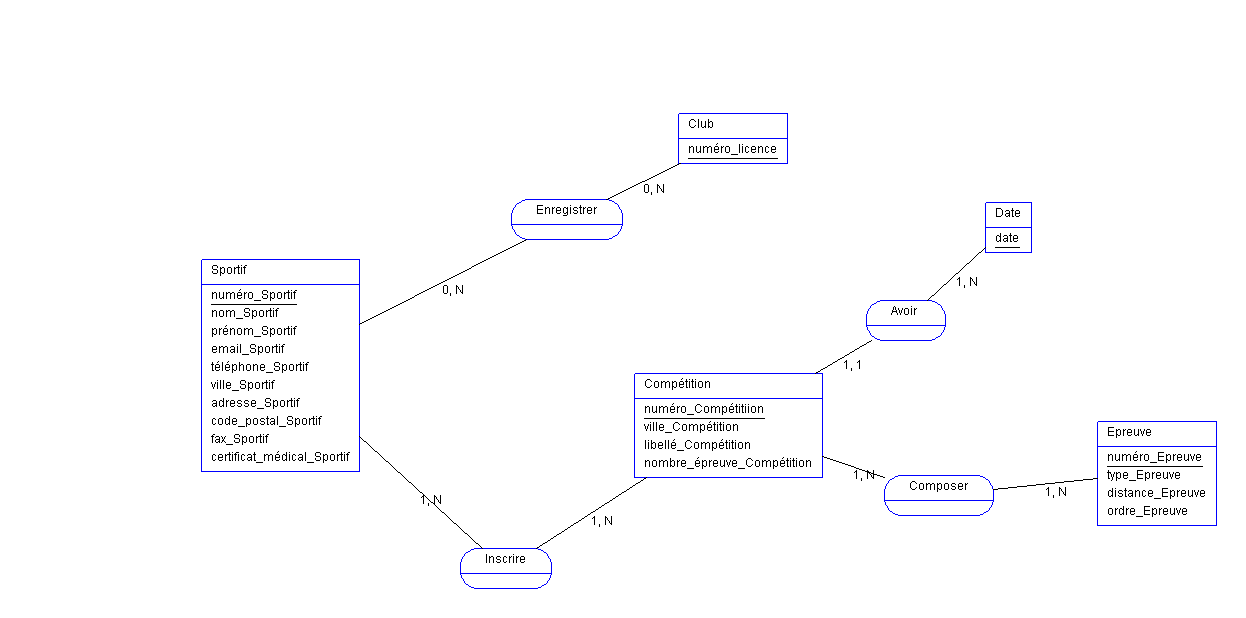 Club
numéro_licence
0, N
Enregistrer
0, N
Date
date
1, N
Avoir
1, 1
Sportif
numéro_Sportif
nom_Sportif
prénom_Sportif
email_Sportif
téléphone_Sportif
ville_Sportif
adresse_Sportif
code_postal_Sportif
fax_Sportif
certificat_médical_Sportif
Compétition
numéro_Compétitiion
ville_Compétition
libellé_Compétition
nombre_épreuve_Compétition
Epreuve
numéro_Epreuve
type_Epreuve
distance_Epreuve
ordre_Epreuve
1, N
Composer
1, N
1, N
1, N
Inscrire